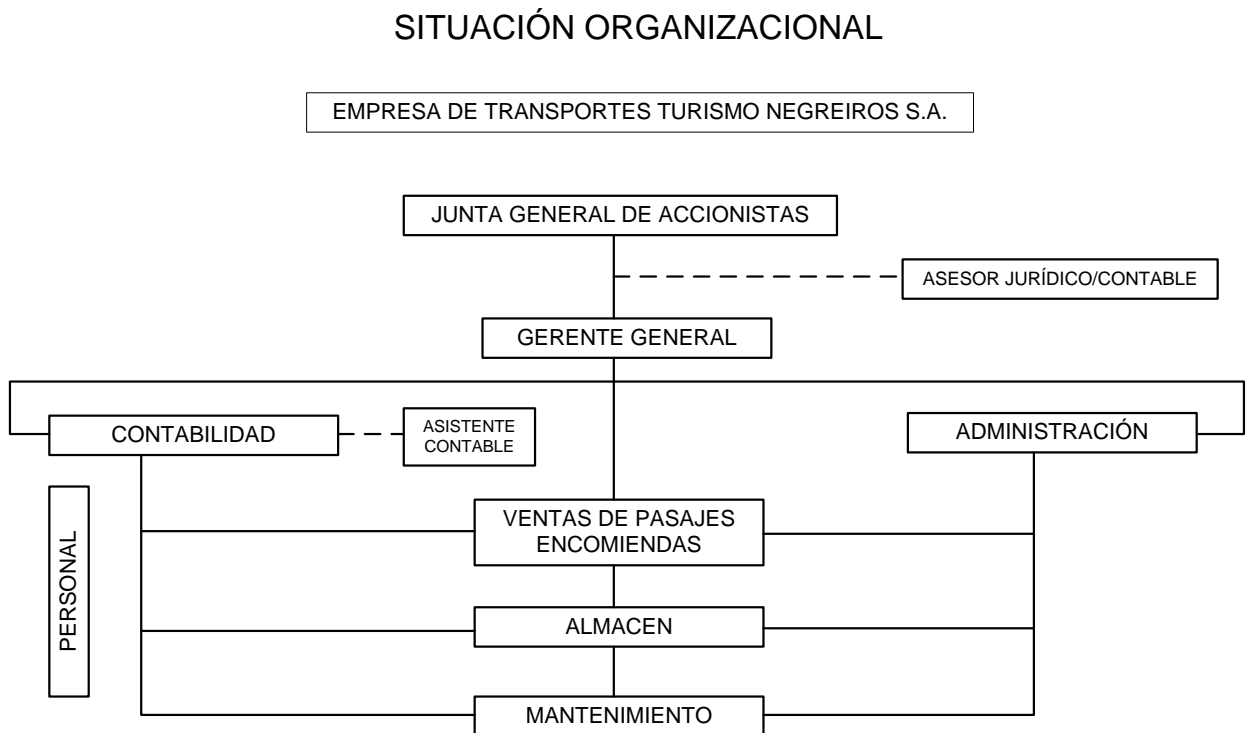 SITUACIÓN ORGANIZACIONAL
EMPRESA DE TRANSPORTES TURISMO NEGREIROS S.A.
JUNTA GENERAL DE ACCIONISTAS
ASESOR JURÍDICO/CONTABLE
GERENTE GENERAL
CONTABILIDAD
ASISTENTE
CONTABLE
ADMINISTRACIÓN
PERSONAL
VENTAS DE PASAJES
ENCOMIENDAS
ALMACEN
MANTENIMIENTO